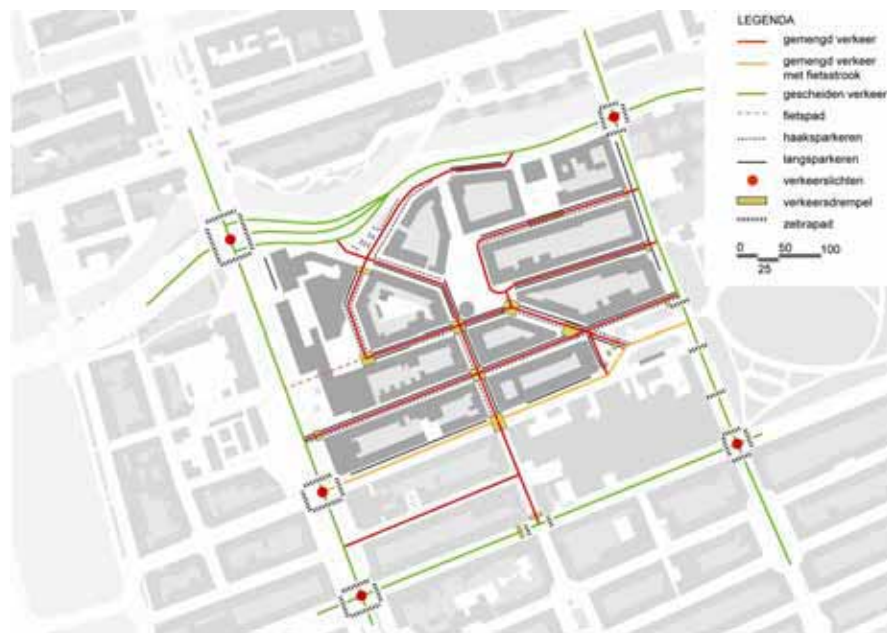 LEGENDA
gemengd verkeer
gemengd verkeer
met fietsstrook
gescheiden verkeer
fietspad
haaksparkeren
langsparkeren
verkeerslichten
verkeersdrempel
zebrapad
0 50 100
25